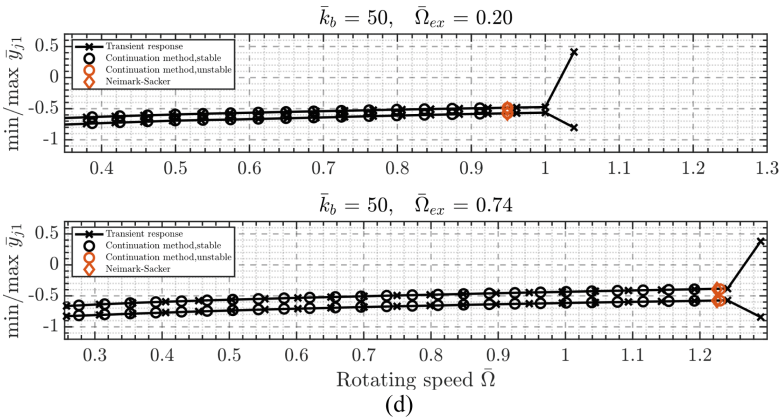 k̄_b = 50, Ω̄_ex = 0.20
min/max ȳ_j1
0.5
0
-0.5
-1
Transient response
Continuation method,stable
Continuation method,unstable
Neimark-Sacker
0.4 0.5 0.6 0.7 0.8 0.9 1 1.1 1.2 1.3
k̄_b = 50, Ω̄_ex = 0.74
min/max ȳ_j1
0.5
0
-0.5
-1
Transient response
Continuation method,stable
Continuation method,unstable
Neimark-Sacker
0.3 0.4 0.5 0.6 0.7 0.8 0.9 1 1.1 1.2
Rotating speed Ω̄
(d)